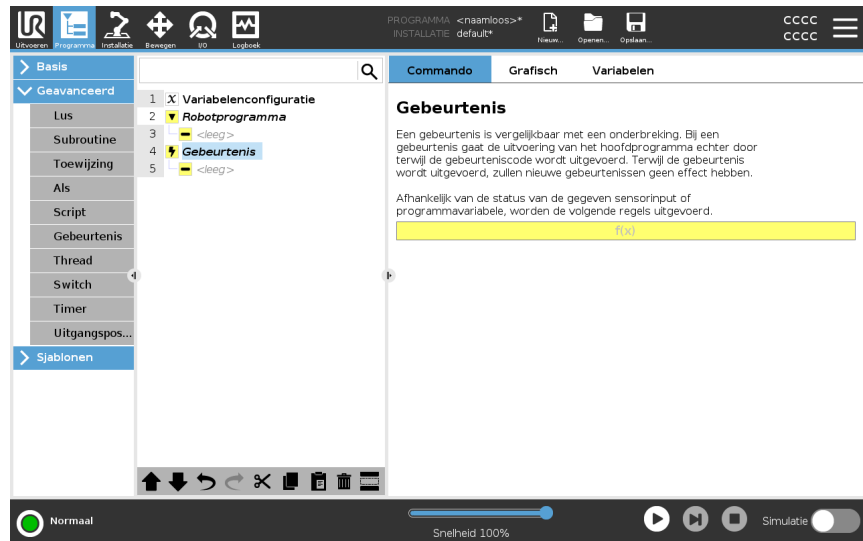 UR
PROGRAMMA <naamloos>*
INSTALLATIE default*
Uitvoeren Programma Installatie Bewegen I/O Logboek
Nieuw... Openen... Opslaan...
cccc
cccc
Basis
Geavanceerd
Lus
Subroutine
Toewijzing
Als
Script
Gebeurtenis
Thread
Switch
Timer
Uitgangspos...
Sjablonen
1 X Variabelenconfiguratie
2 Robotprogramma
3 <leeg>
4 Gebeurtenis
5 <leeg>
Commando Grafisch Variabelen
Gebeurtenis
Een gebeurtenis is vergelijkbaar met een onderbreking. Bij een
gebeurtenis gaat de uitvoering van het hoofdprogramma echter door
terwijl de gebeurteniscode wordt uitgevoerd. Terwijl de gebeurtenis
wordt uitgevoerd, zullen nieuwe gebeurtenissen geen effect hebben.
Afhankelijk van de status van de gegeven sensorinput of
programmavariabele, worden de volgende regels uitgevoerd.
f(x)
Normaal
Snelheid 100%
Simulatie